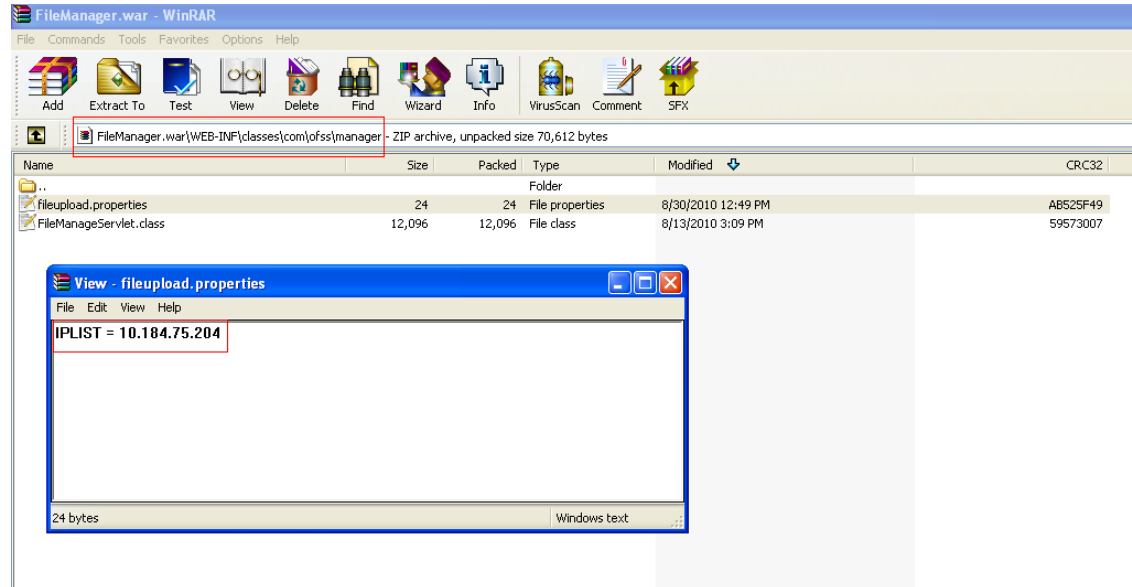 FileManager.war - WinRAR
File Commands Tools Favorites Options Help
Add Extract To Test View Delete Find Wizard Info VirusScan Comment SFX
FileManager.war\WEB-INF\classes\com\ofss\manager - ZIP archive, unpacked size 70,612 bytes
Name Size Packed Type Modified CRC32
.. Folder
fileupload.properties 24 24 File properties 8/30/2010 12:49 PM AB525F49
FileManageServlet.class 12,096 12,096 File class 8/13/2010 3:09 PM 59573007
View - fileupload.properties
File Edit View Help
IPLIST = 10.184.75.204
24 bytes Windows text